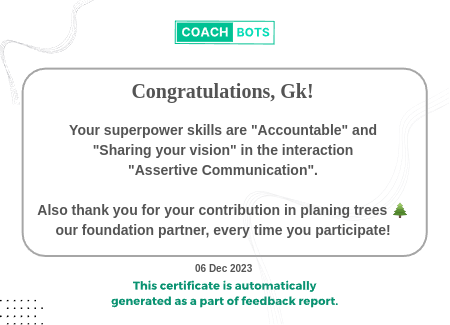 COACH BOTS
Congratulations, Gk!
Your superpower skills are "Accountable" and
"Sharing your vision" in the interaction
"Assertive Communication".
Also thank you for your contribution in planing trees 🌲
our foundation partner, every time you participate!
06 Dec 2023
This certificate is automatically
generated as a part of feedback report.